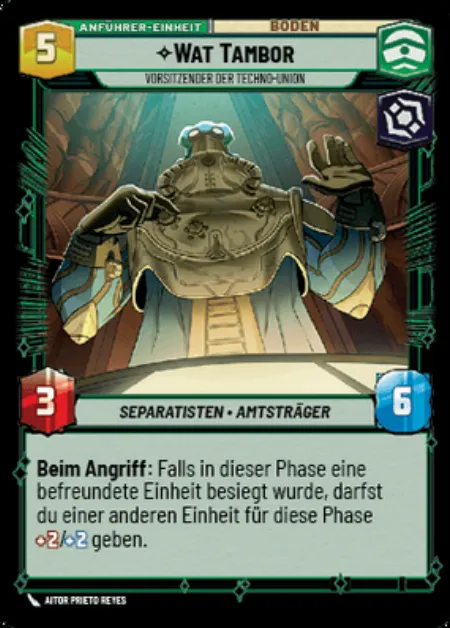 ANFÜHRER-EINHEIT
BODEN
5
WAT TAMBOR
VORSITZENDER DER TECHNO-UNION
3
SEPARATISTEN • AMTSTRÄGER
6
Beim Angriff: Falls in dieser Phase eine
befreundete Einheit besiegt wurde, darfst
du einer anderen Einheit für diese Phase
+2/+2 geben.
AITOR PRIETO REYES